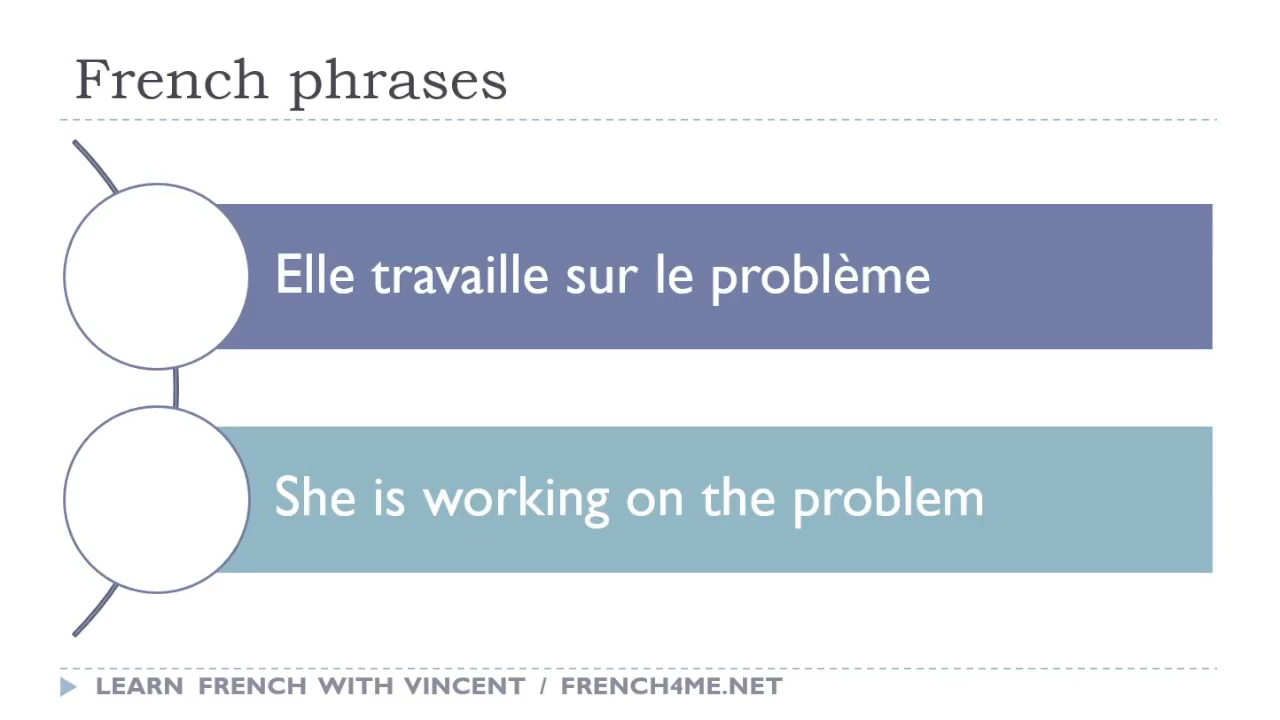 French phrases
Elle travaille sur le problème
She is working on the problem
LEARN FRENCH WITH VINCENT / FRENCH4ME.NET